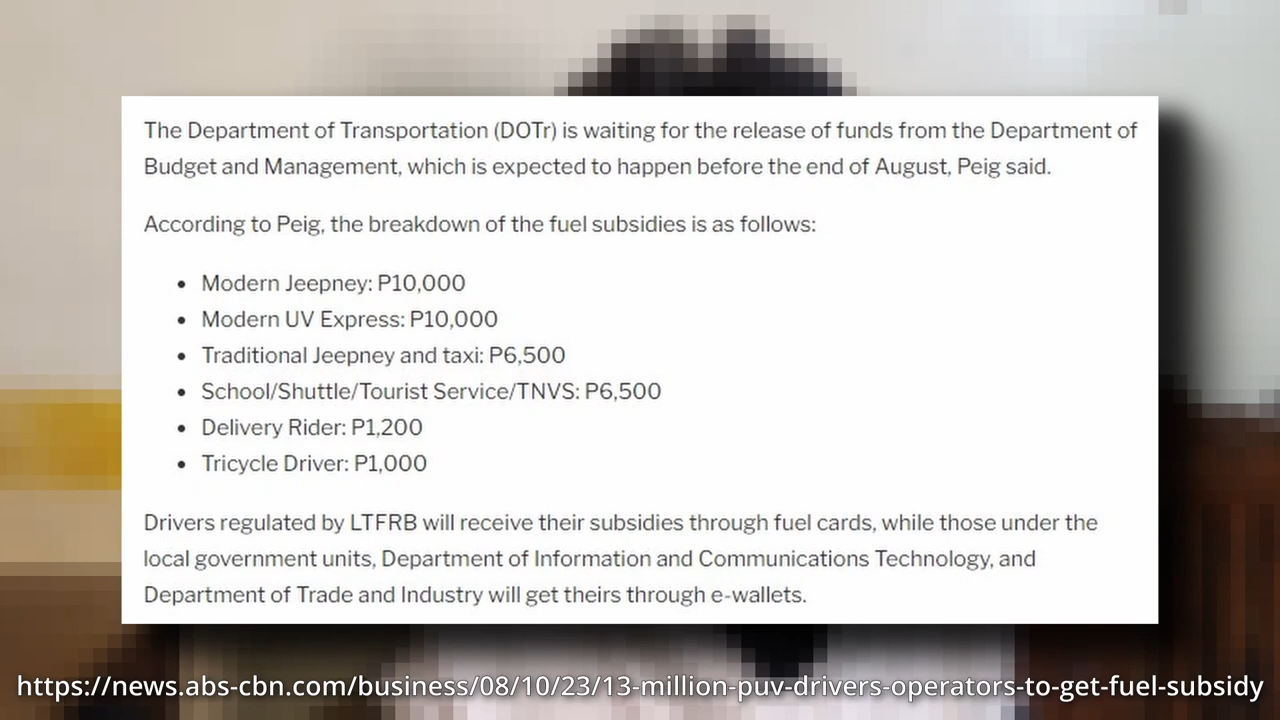 The Department of Transportation (DOTr) is waiting for the release of funds from the Department of
Budget and Management, which is expected to happen before the end of August, Peig said.
According to Peig, the breakdown of the fuel subsidies is as follows:
• Modern Jeepney: P10,000
• Modern UV Express: P10,000
• Traditional Jeepney and taxi: P6,500
• School/Shuttle/Tourist Service/TNVS: P6,500
• Delivery Rider: P1,200
• Tricycle Driver: P1,000
Drivers regulated by LTFRB will receive their subsidies through fuel cards, while those under the
local government units, Department of Information and Communications Technology, and
Department of Trade and Industry will get theirs through e-wallets.
https://news.abs-cbn.com/business/08/10/23/13-million-puv-drivers-operators-to-get-fuel-subsidy